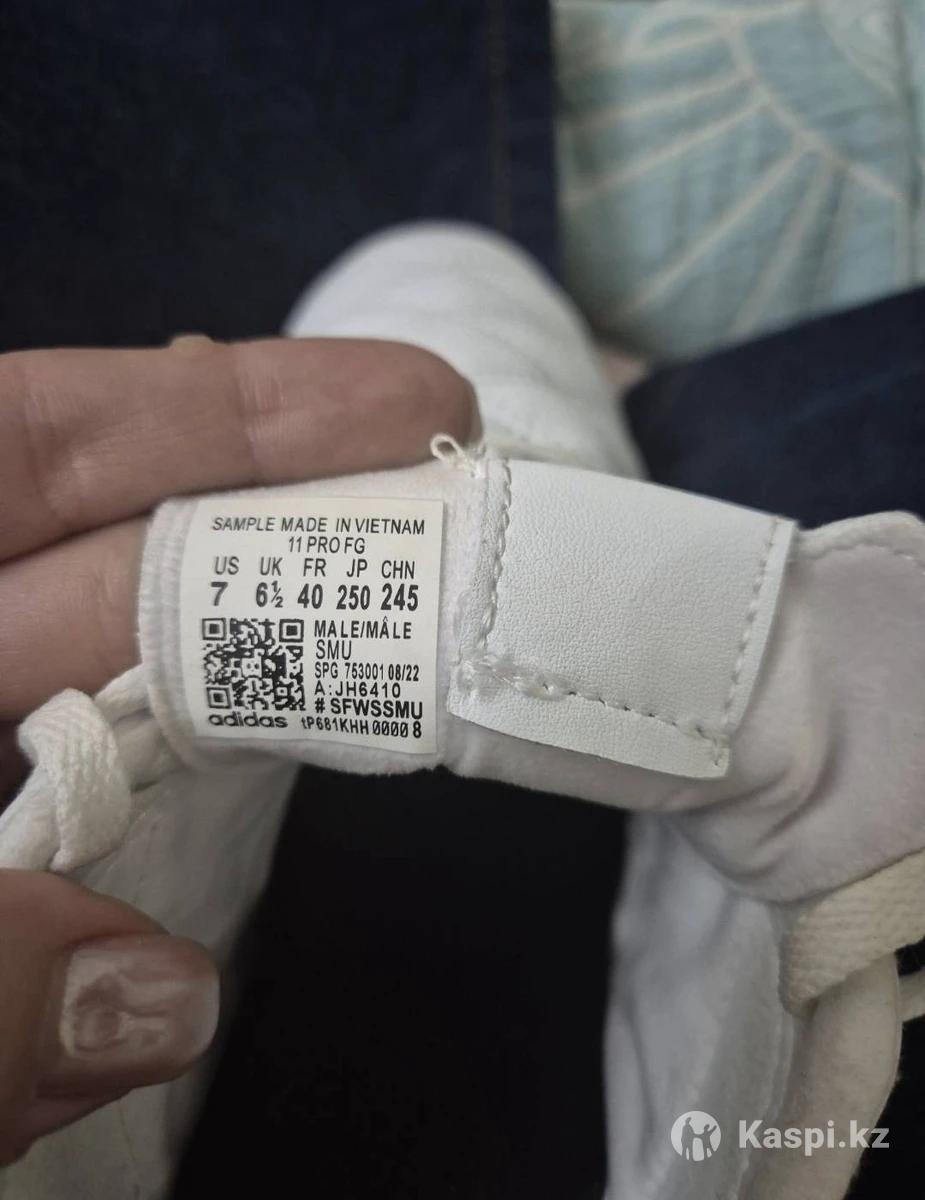 SAMPLE MADE IN VIETNAM
11 PRO FG
US UK FR JP CHN
7 6½ 40 250 245
MALE/MÂLE
SMU
SPG 753001 08/22
A:JH6410
# SFWSSMU
adidas tP681KHH 0000 8
Kaspi.kz